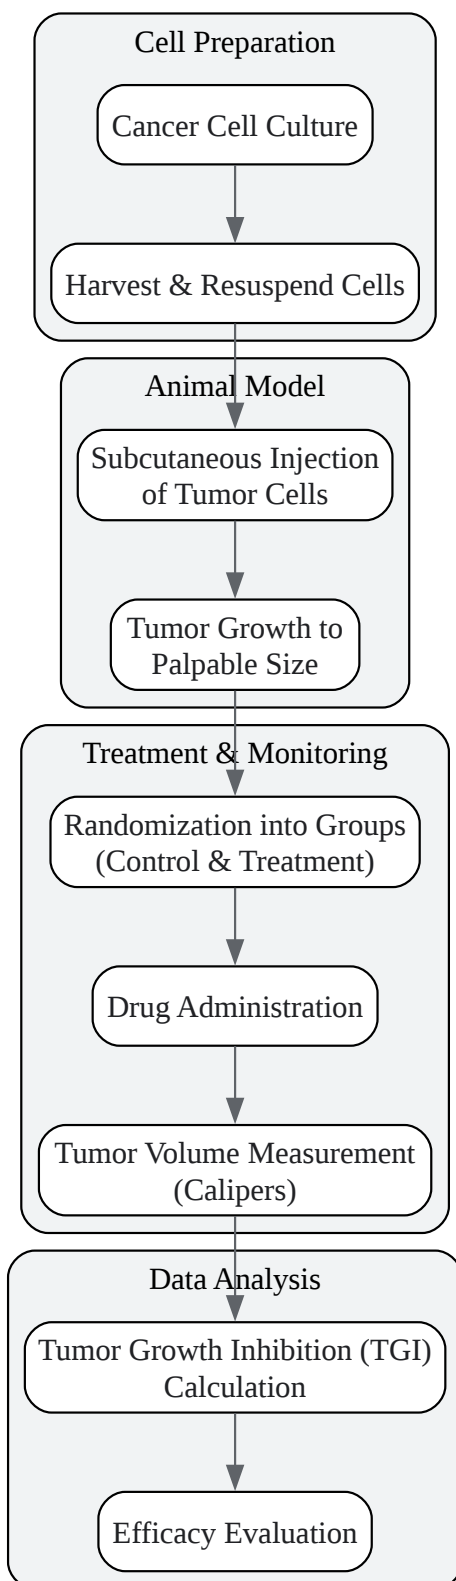 Cell Preparation
Cancer Cell Culture
Harvest & Resuspend Cells
Animal Model
Subcutaneous Injection
of Tumor Cells
Tumor Growth to
Palpable Size
Treatment & Monitoring
Randomization into Groups
(Control & Treatment)
Drug Administration
Tumor Volume Measurement
(Calipers)
Data Analysis
Tumor Growth Inhibition (TGI)
Calculation
Efficacy Evaluation